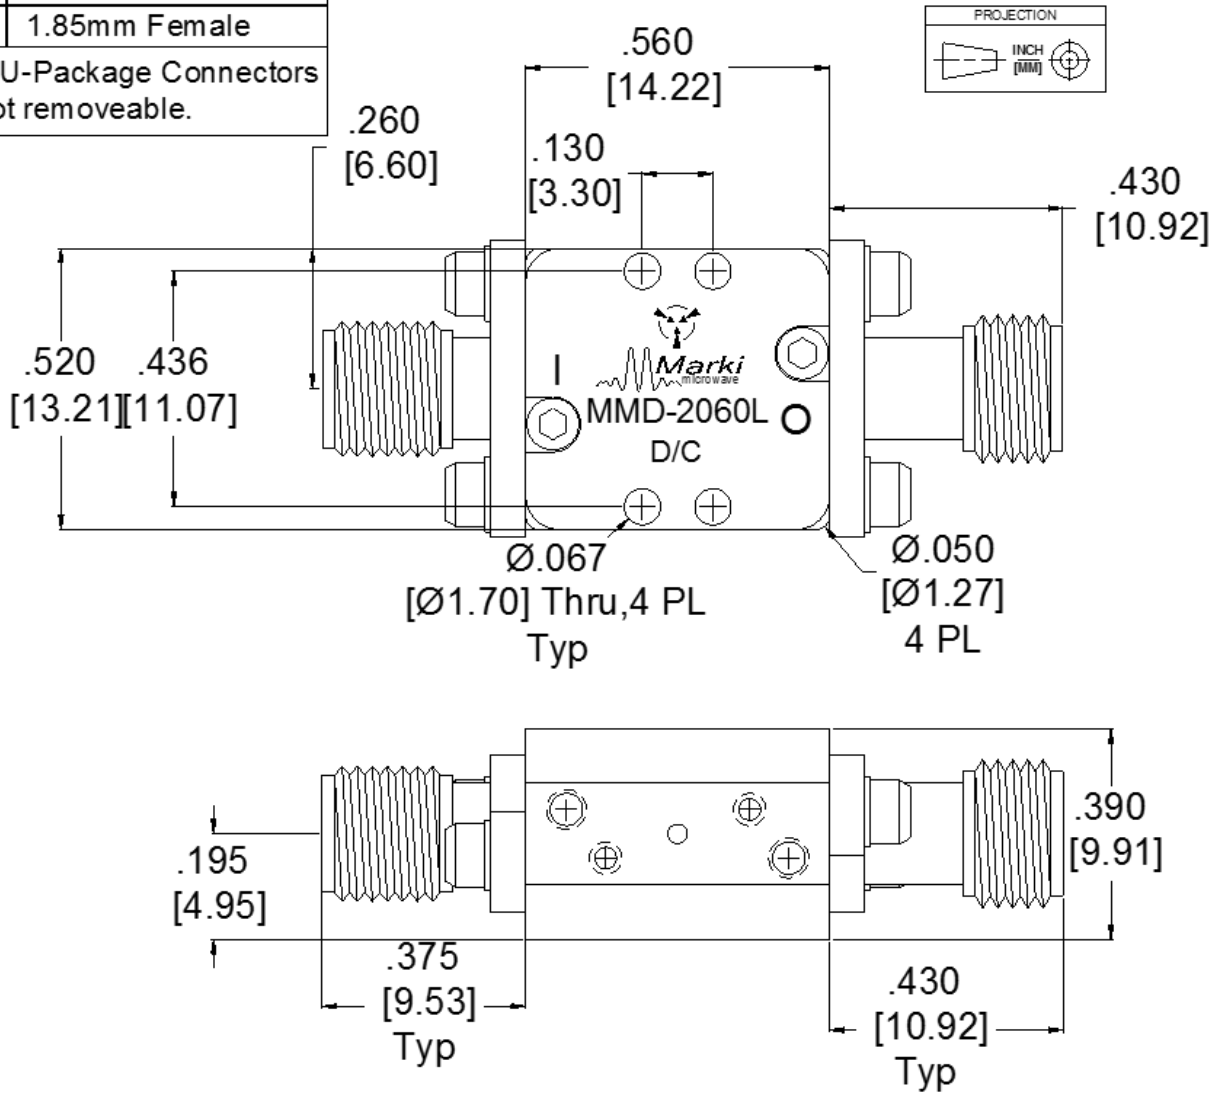 1.85mm Female
U-Package Connectors
ot removeable.
PROJECTION
INCH
[MM]
.560
[14.22]
.260
[6.60]
.130
[3.30]
.430
[10.92]
.520
[13.21]
.436
[11.07]
I
Marki
microwave
MMD-2060L
O
D/C
Ø.067
[Ø1.70] Thru,4 PL
Typ
Ø.050
[Ø1.27]
4 PL
.195
[4.95]
.390
[9.91]
.375
[9.53]
Typ
.430
[10.92]
Typ